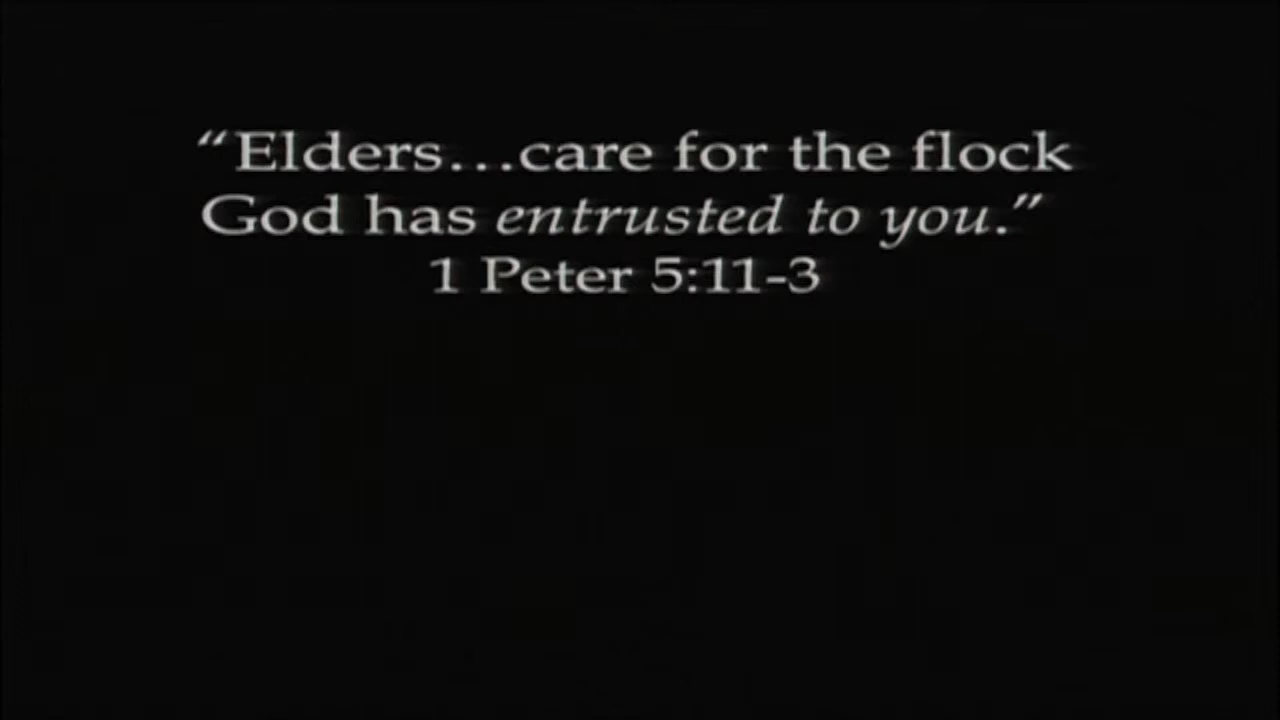 “Elders…care for the flock
God has entrusted to you.”
1 Peter 5:11-3